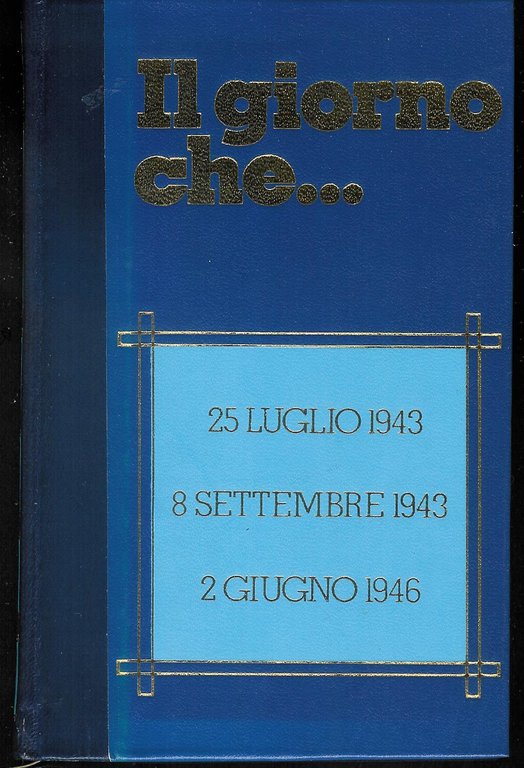 Il giorno
che...
25 LUGLIO 1943
8 SETTEMBRE 1943
2 GIUGNO 1946